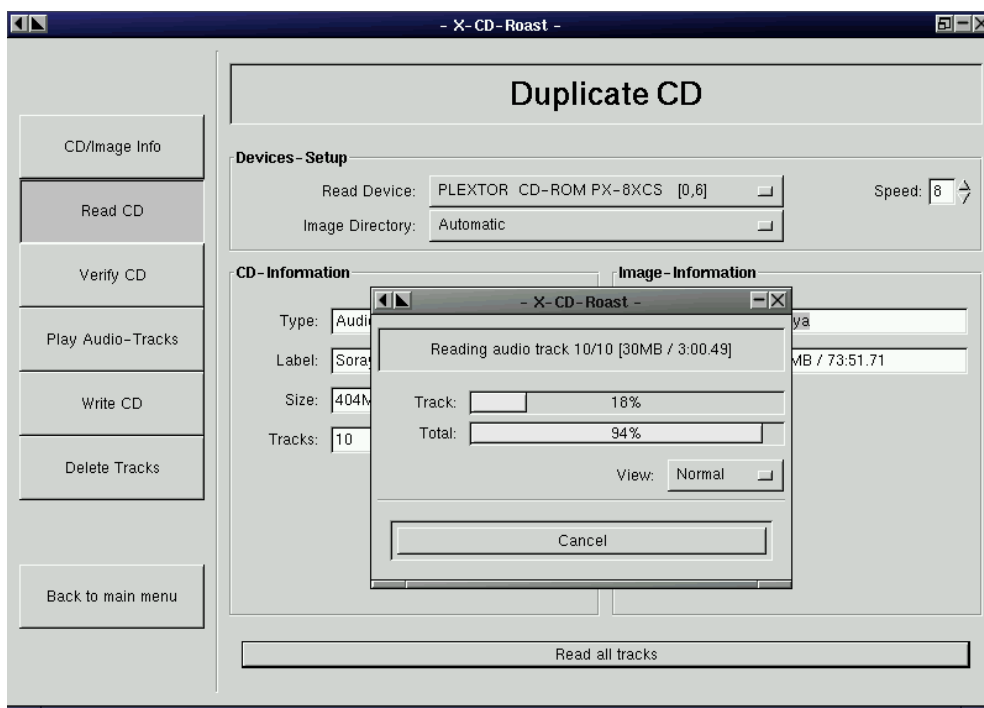 - X-CD-Roast -
Duplicate CD
CD/Image Info
Read CD
Verify CD
Play Audio-Tracks
Write CD
Delete Tracks
Back to main menu
Devices-Setup
Read Device: PLEXTOR CD-ROM PX-8XCS [0,6] Speed: 8
Image Directory: Automatic
CD-Information
Type:
Label:
Size:
Tracks: 10
Image-Information
/ 73:51.71
- X-CD-Roast -
Reading audio track 10/10 [30MB / 3:00.49]
Track: 18%
Total: 94%
View: Normal
Cancel
Read all tracks